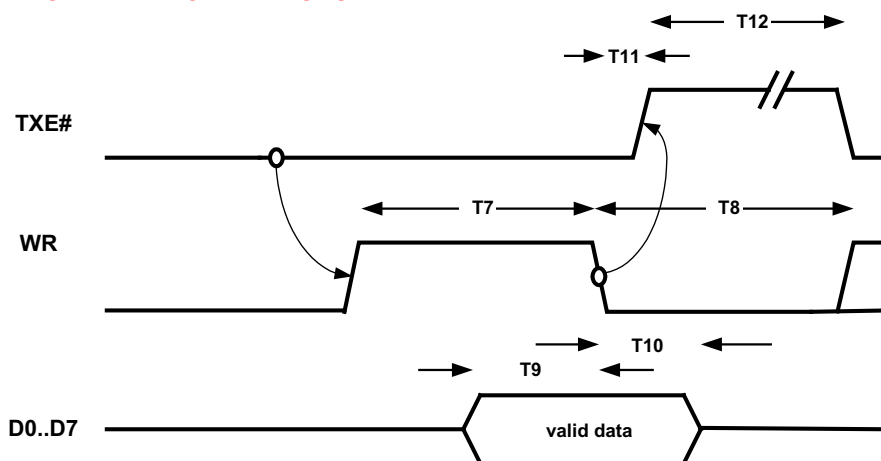 T12
T11
TXE#
T7
T8
WR
T10
T9
D0..D7
valid data